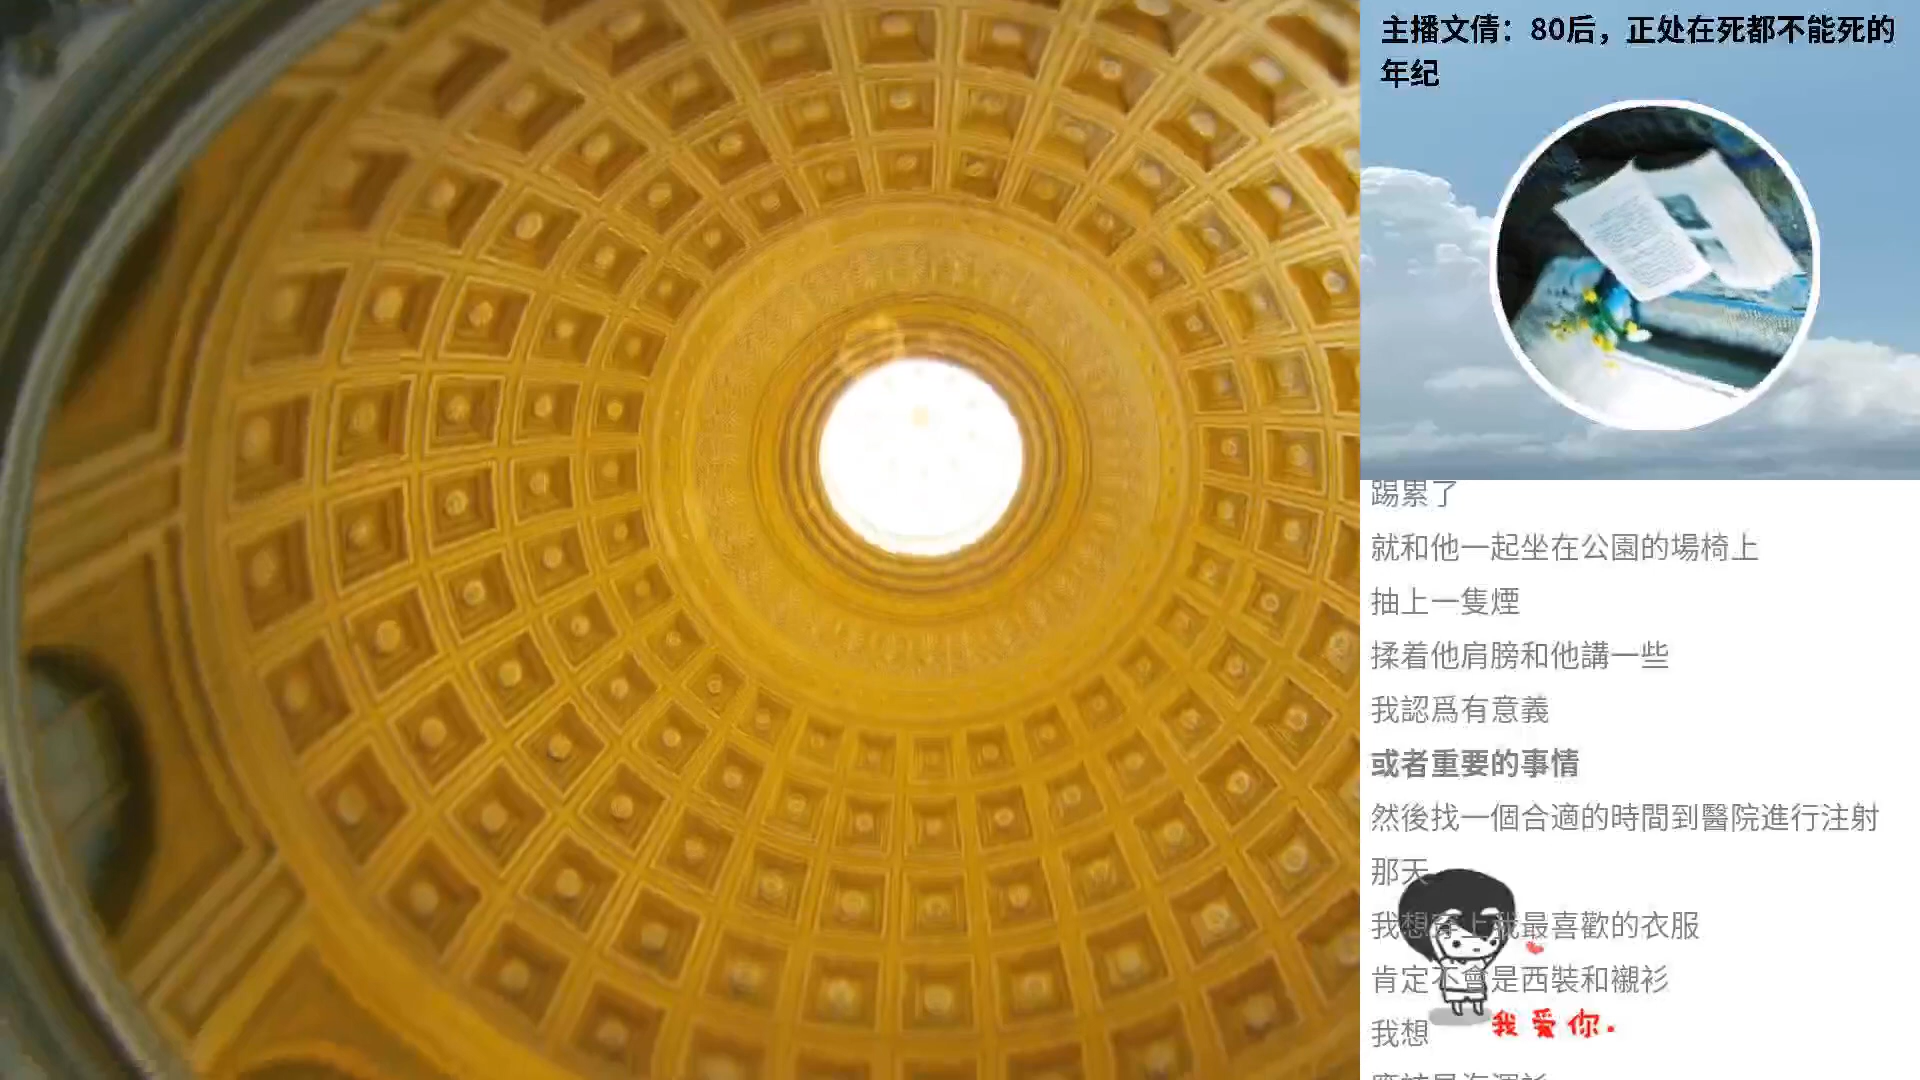 主播文倩：80后，正处在死都不能死的
年纪
踢累了
就和他一起坐在公園的場椅上
抽上一隻煙
揉着他肩膀和他講一些
我認爲有意義
或者重要的事情
然後找一個合適的時間到醫院進行注射
那天
我想穿上我最喜歡的衣服
肯定不會是西裝和襯衫
我想
我爱你.